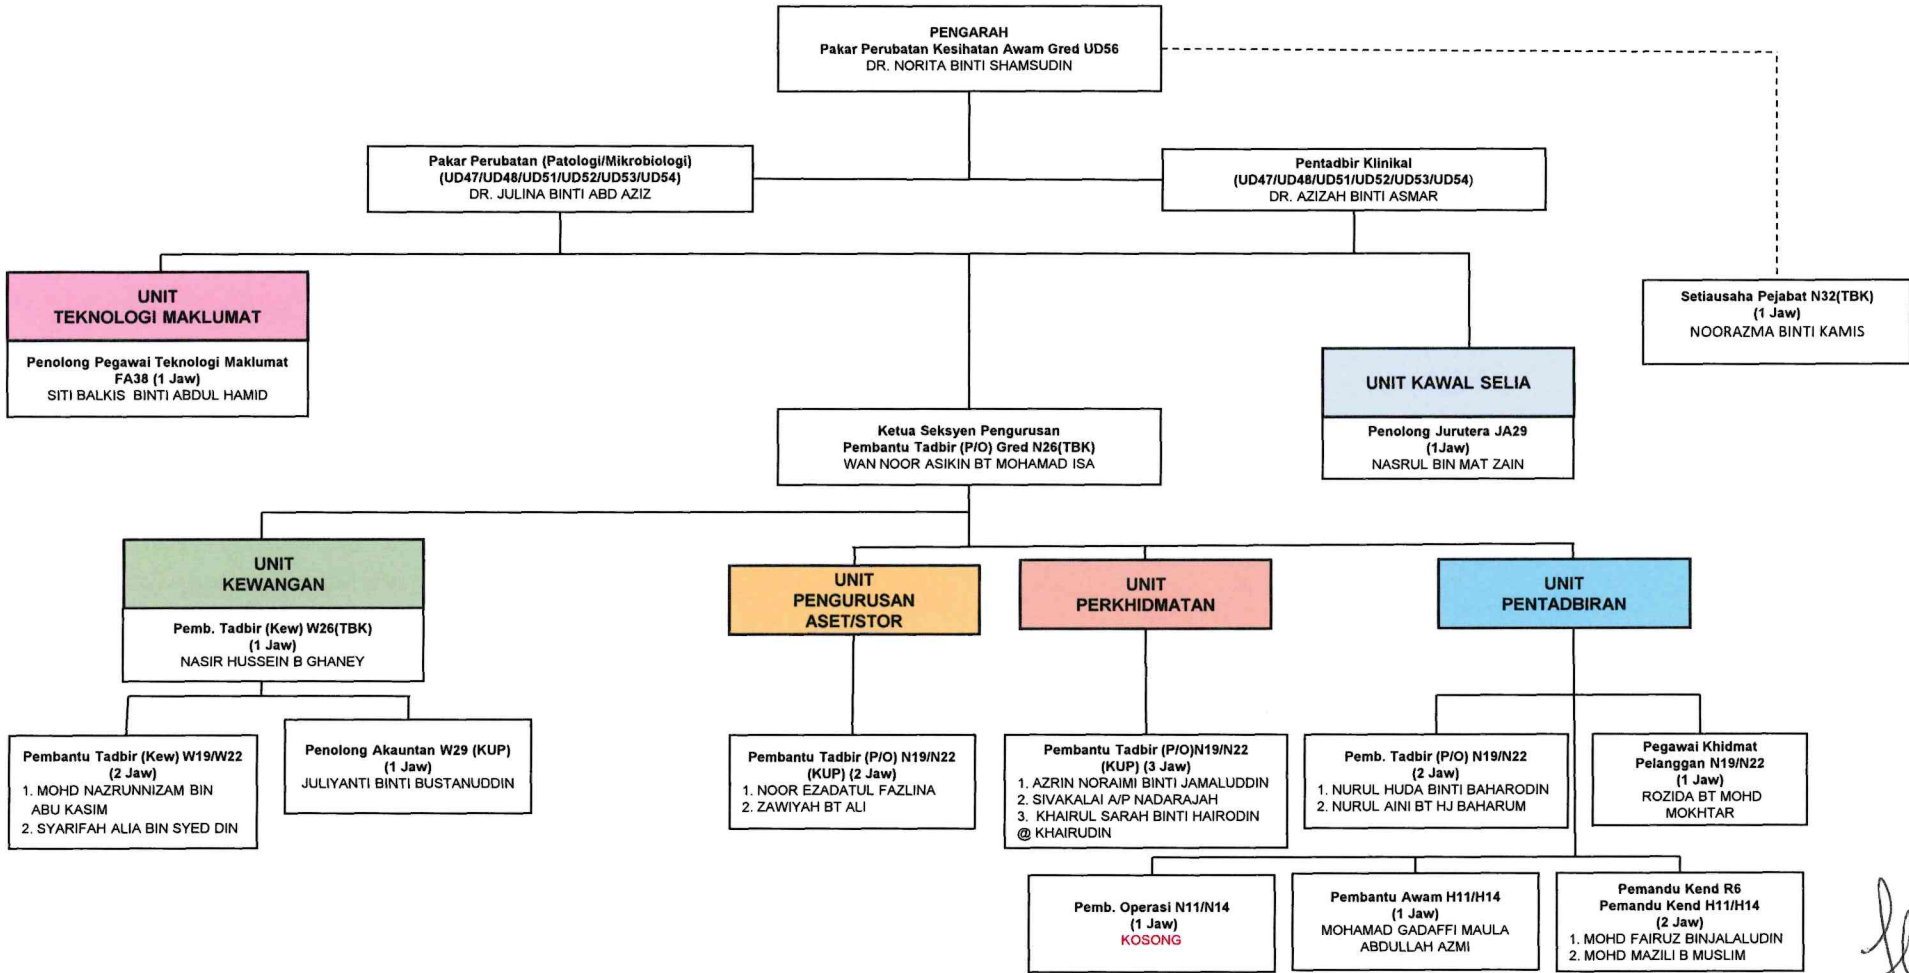 PENGARAH
Pakar Perubatan Kesihatan Awam Gred UD56
DR. NORITA BINTI SHAMSUDIN
Pakar Perubatan (Patologi/Mikrobiologi)
(UD47/UD48/UD51/UD52/UD53/UD54)
DR. JULINA BINTI ABD AZIZ
Pentadbir Klinikal
(UD47/UD48/UD51/UD52/UD53/UD54)
DR. AZIZAH BINTI ASMAR
UNIT
TEKNOLOGI MAKLUMAT
Penolong Pegawai Teknologi Maklumat
FA38 (1 Jaw)
SITI BALKIS BINTI ABDUL HAMID
Setiausaha Pejabat N32(TBK)
(1 Jaw)
NOORAZMA BINTI KAMIS
UNIT KAWAL SELIA
Penolong Jurutera JA29
(1Jaw)
NASRUL BIN MAT ZAIN
Ketua Seksyen Pengurusan
Pembantu Tadbir (P/O) Gred N26(TBK)
WAN NOOR ASIKIN BT MOHAMAD ISA
UNIT
KEWANGAN
Pemb. Tadbir (Kew) W26(TBK)
(1 Jaw)
NASIR HUSSEIN B GHANEY
UNIT
PENGURUSAN
ASET/STOR
UNIT
PERKHIDMATAN
UNIT
PENTADBIRAN
Pembantu Tadbir (Kew) W19/W22
(2 Jaw)
1. MOHD NAZRUNNIZAM BIN
ABU KASIM
2. SYARIFAH ALIA BIN SYED DIN
Penolong Akauntan W29 (KUP)
(1 Jaw)
JULIYANTI BINTI BUSTANUDDIN
Pembantu Tadbir (P/O) N19/N22
(KUP) (2 Jaw)
1. NOOR EZADATUL FAZLINA
2. ZAWIYAH BT ALI
Pembantu Tadbir (P/O)N19/N22
(KUP) (3 Jaw)
1. AZRIN NORAIMI BINTI JAMALUDDIN
2. SIVAKALAI A/P NADARAJAH
3. KHAIRUL SARAH BINTI HAIRODIN
@ KHAIRUDIN
Pemb. Tadbir (P/O) N19/N22
(2 Jaw)
1. NURUL HUDA BINTI BAHARODIN
2. NURUL AINI BT HJ BAHARUM
Pegawai Khidmat
Pelanggan N19/N22
(1 Jaw)
ROZIDA BT MOHD
MOKHTAR
Pemb. Operasi N11/N14
(1 Jaw)
KOSONG
Pembantu Awam H11/H14
(1 Jaw)
MOHAMAD GADAFFI MAULA
ABDULLAH AZMI
Pemandu Kend R6
Pemandu Kend H11/H14
(2 Jaw)
1. MOHD FAIRUZ BINJALALUDIN
2. MOHD MAZILI B MUSLIM